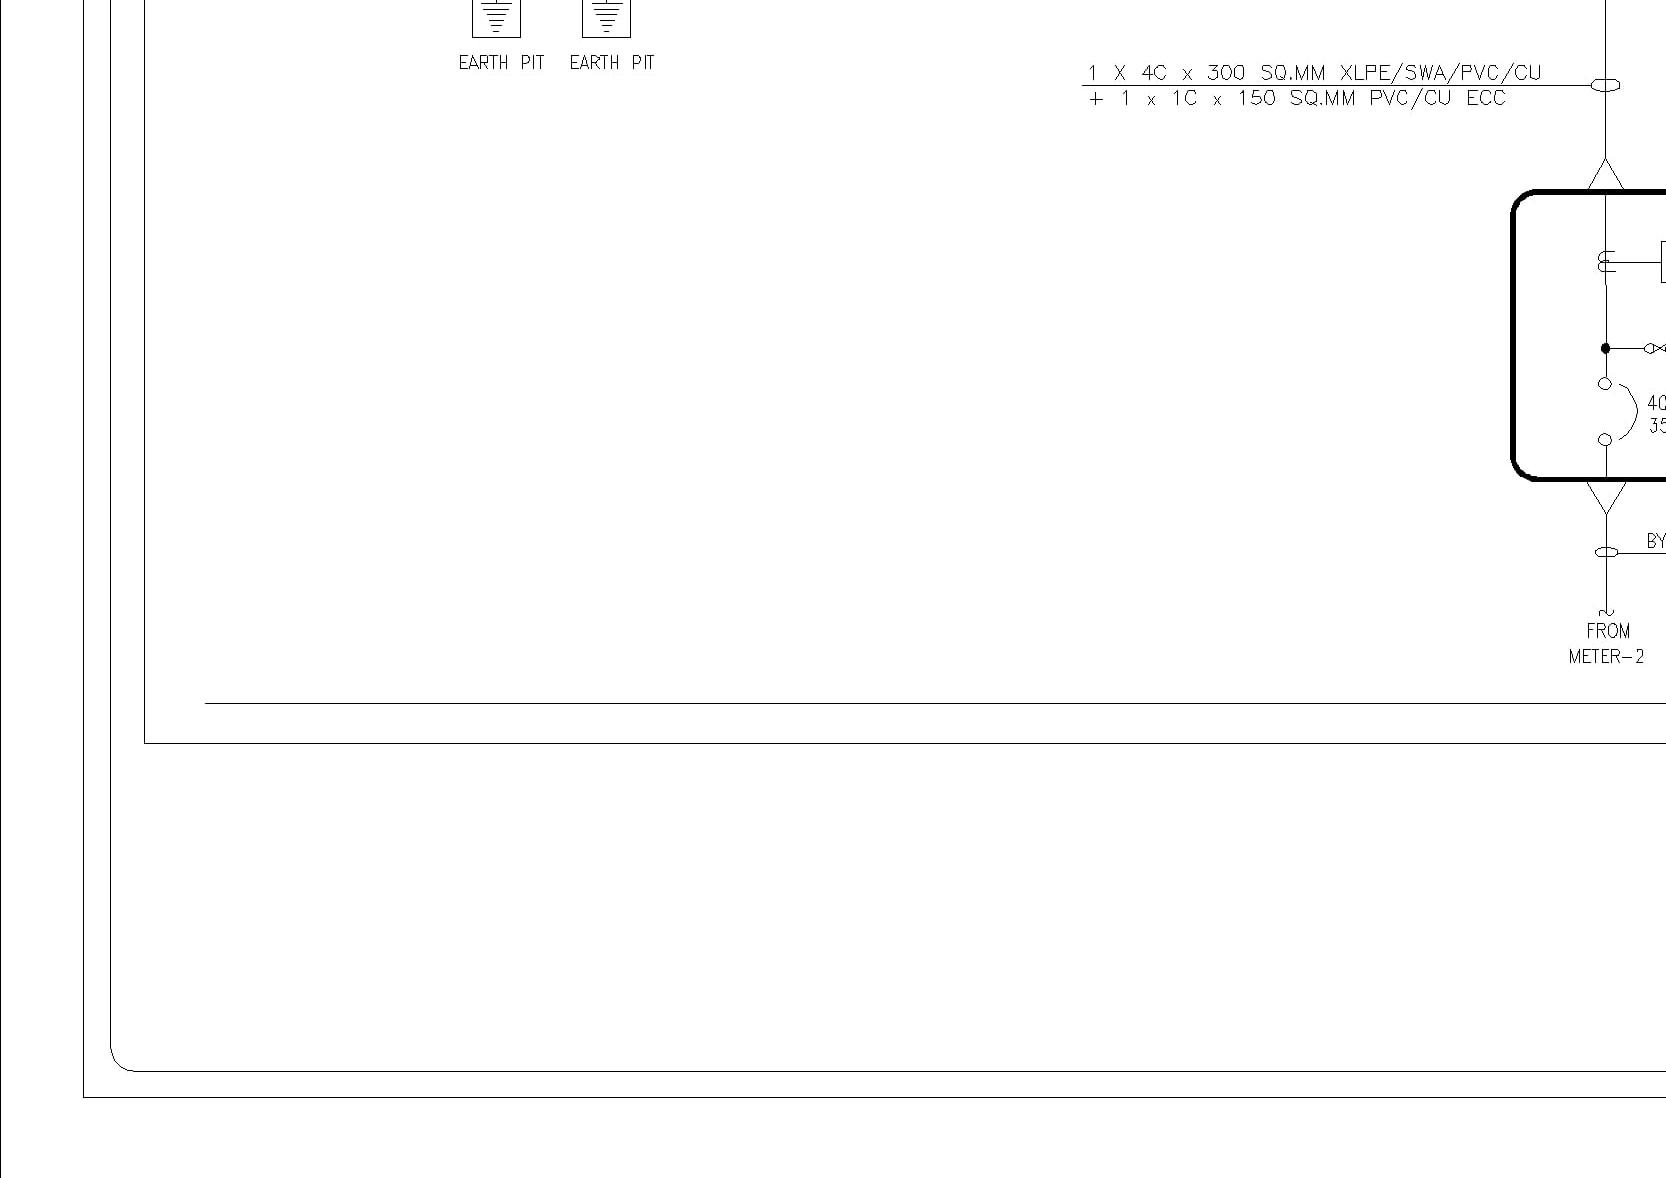 EARTH PIT EARTH PIT
1 X 4C x 300 SQ.MM XLPE/SWA/PVC/CU
+ 1 x 1C x 150 SQ.MM PVC/CU ECC
35
BY
FROM
METER-2